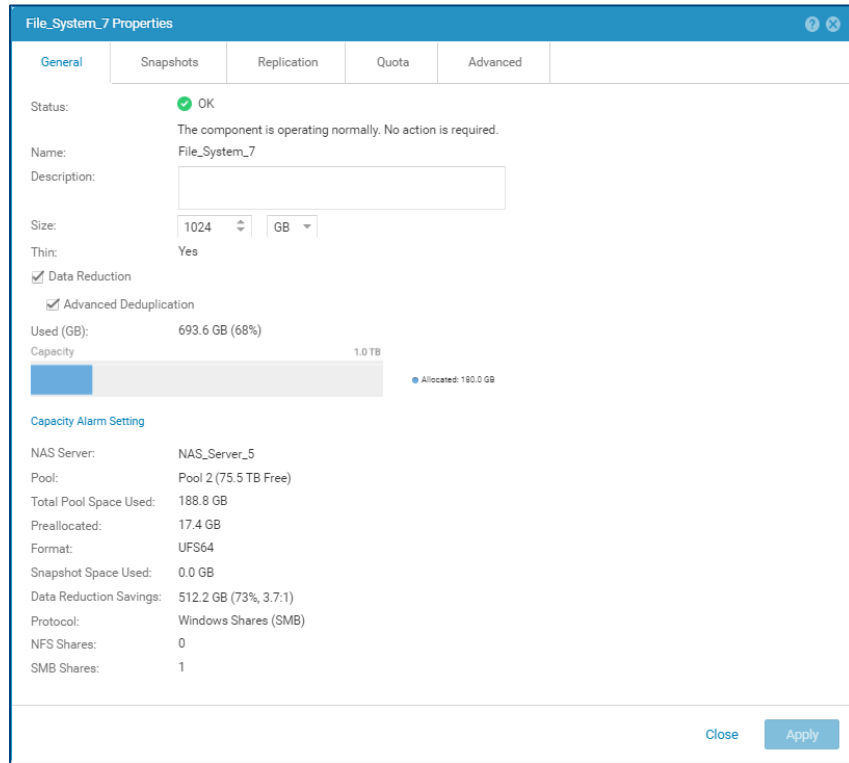 File_System_7 Properties
General Snapshots Replication Quota Advanced
Status: OK
The component is operating normally. No action is required.
Name: File_System_7
Description:
Size: 1024 GB
Thin: Yes
Data Reduction
Advanced Deduplication
Used (GB): 693.6 GB (68%)
Capacity 1.0 TB
Allocated: 180.0 GB
Capacity Alarm Setting
NAS Server: NAS_Server_5
Pool: Pool 2 (75.5 TB Free)
Total Pool Space Used: 188.8 GB
Preallocated: 17.4 GB
Format: UFS64
Snapshot Space Used: 0.0 GB
Data Reduction Savings: 512.2 GB (73%, 3.7:1)
Protocol: Windows Shares (SMB)
NFS Shares: 0
SMB Shares: 1
Close Apply